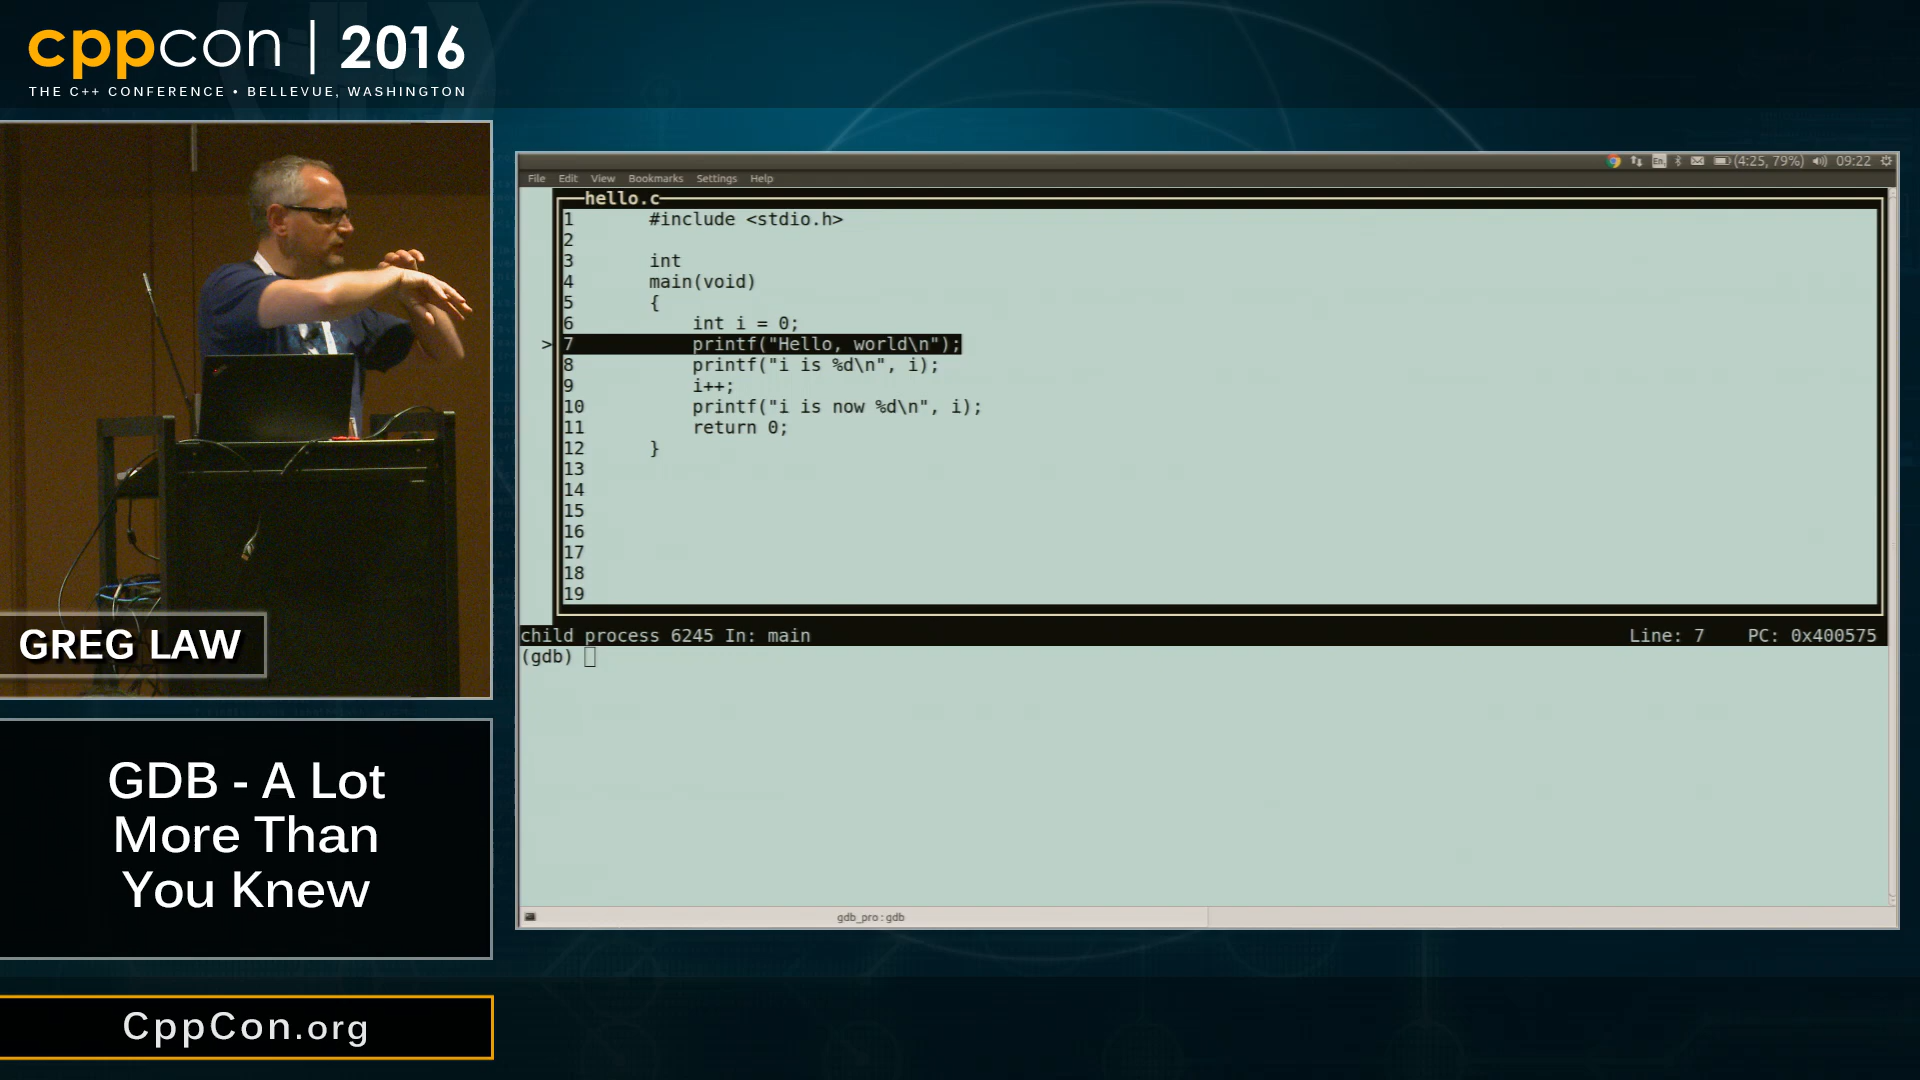 cppcon | 2016
THE C++ CONFERENCE • BELLEVUE, WASHINGTON
GREG LAW
GDB - A Lot
More Than
You Knew
CppCon.org
En (4:25, 79%) 09:22
File Edit View Bookmarks Settings Help
hello.c
1 #include <stdio.h>
2
3 int
4 main(void)
5 {
6 int i = 0;
> 7 printf("Hello, world\n");
8 printf("i is %d\n", i);
9 i++;
10 printf("i is now %d\n", i);
11 return 0;
12 }
13
14
15
16
17
18
19
child process 6245 In: main Line: 7 PC: 0x400575
(gdb)
gdb_pro : gdb